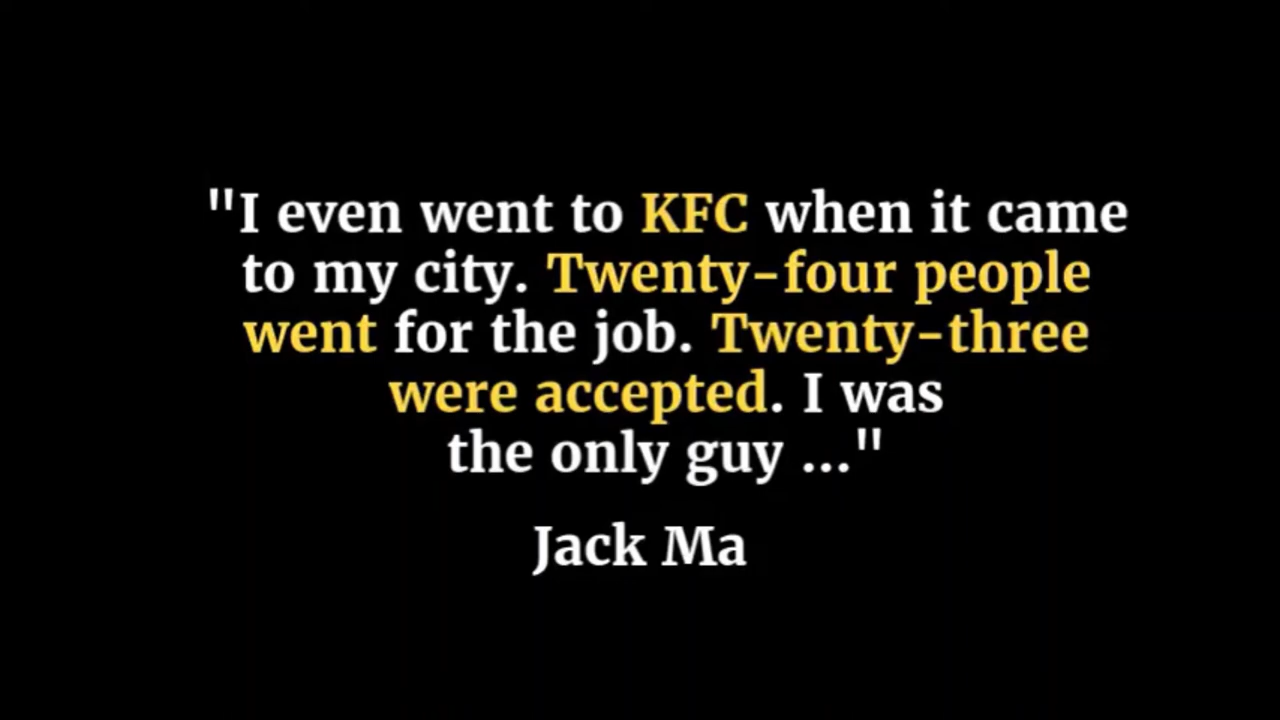 "I even went to KFC when it came
to my city. Twenty-four people
went for the job. Twenty-three
were accepted. I was
the only guy ..."
Jack Ma